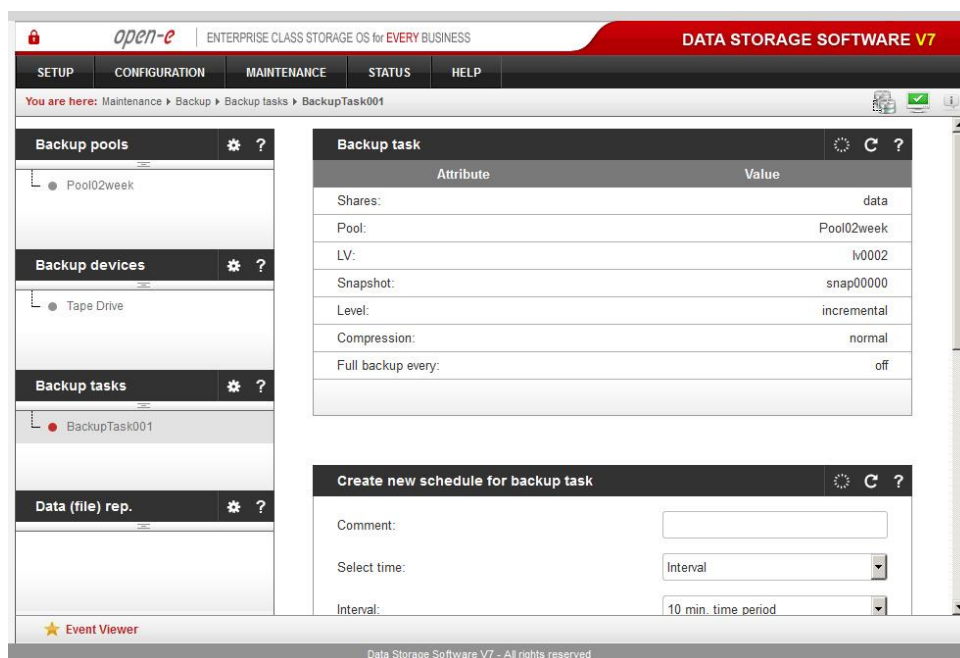 open-e ENTERPRISE CLASS STORAGE OS for EVERY BUSINESS DATA STORAGE SOFTWARE V7
SETUP CONFIGURATION MAINTENANCE STATUS HELP
You are here: Maintenance Backup Backup tasks BackupTask001
Backup pools ?
Pool02week
Backup devices ?
Tape Drive
Backup tasks ?
BackupTask001
Data (file) rep. ?
Backup task ?
Attribute Value
Shares: data
Pool: Pool02week
LV: lv0002
Snapshot: snap00000
Level: incremental
Compression: normal
Full backup every: off
Create new schedule for backup task ?
Comment:
Select time: Interval
Interval: 10 min. time period
Event Viewer
Data Storage Software V7 - All rights reserved